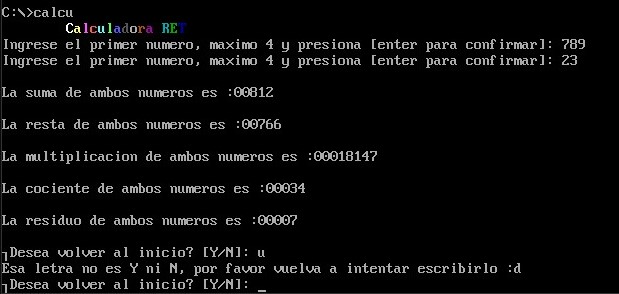 C:\>calcu
Calculadora RET
Ingrese el primer numero, maximo 4 y presiona [enter para confirmar]: 789
Ingrese el primer numero, maximo 4 y presiona [enter para confirmar]: 23
La suma de ambos numeros es :00812
La resta de ambos numeros es :00766
La multiplicacion de ambos numeros es :00018147
La cociente de ambos numeros es :00034
La residuo de ambos numeros es :00007
┐Desea volver al inicio? [Y/N]: u
Esa letra no es Y ni N, por favor vuelva a intentar escribirlo :d
┐Desea volver al inicio? [Y/N]: _